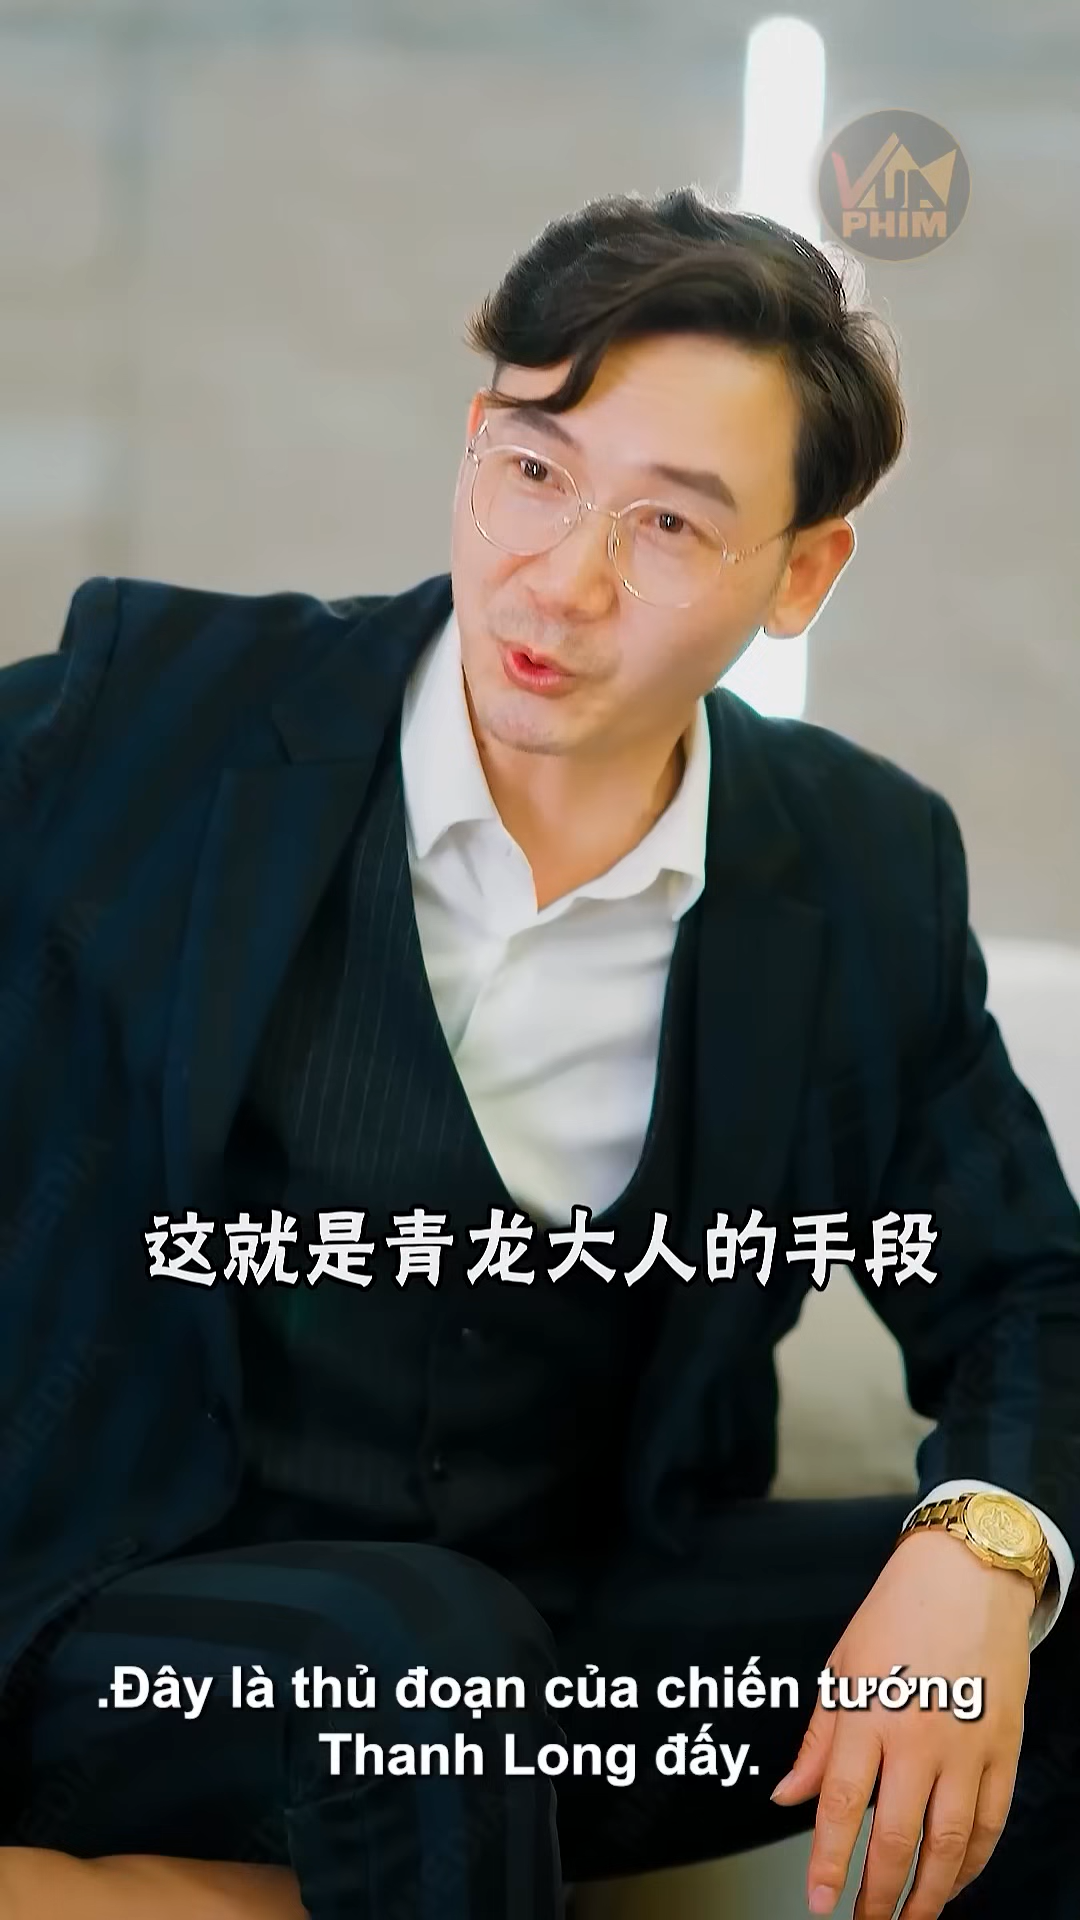 VUA
PHIM
这就是青龙大人的手段
.Đây là thủ đoạn của chiến tướng
Thanh Long đấy.